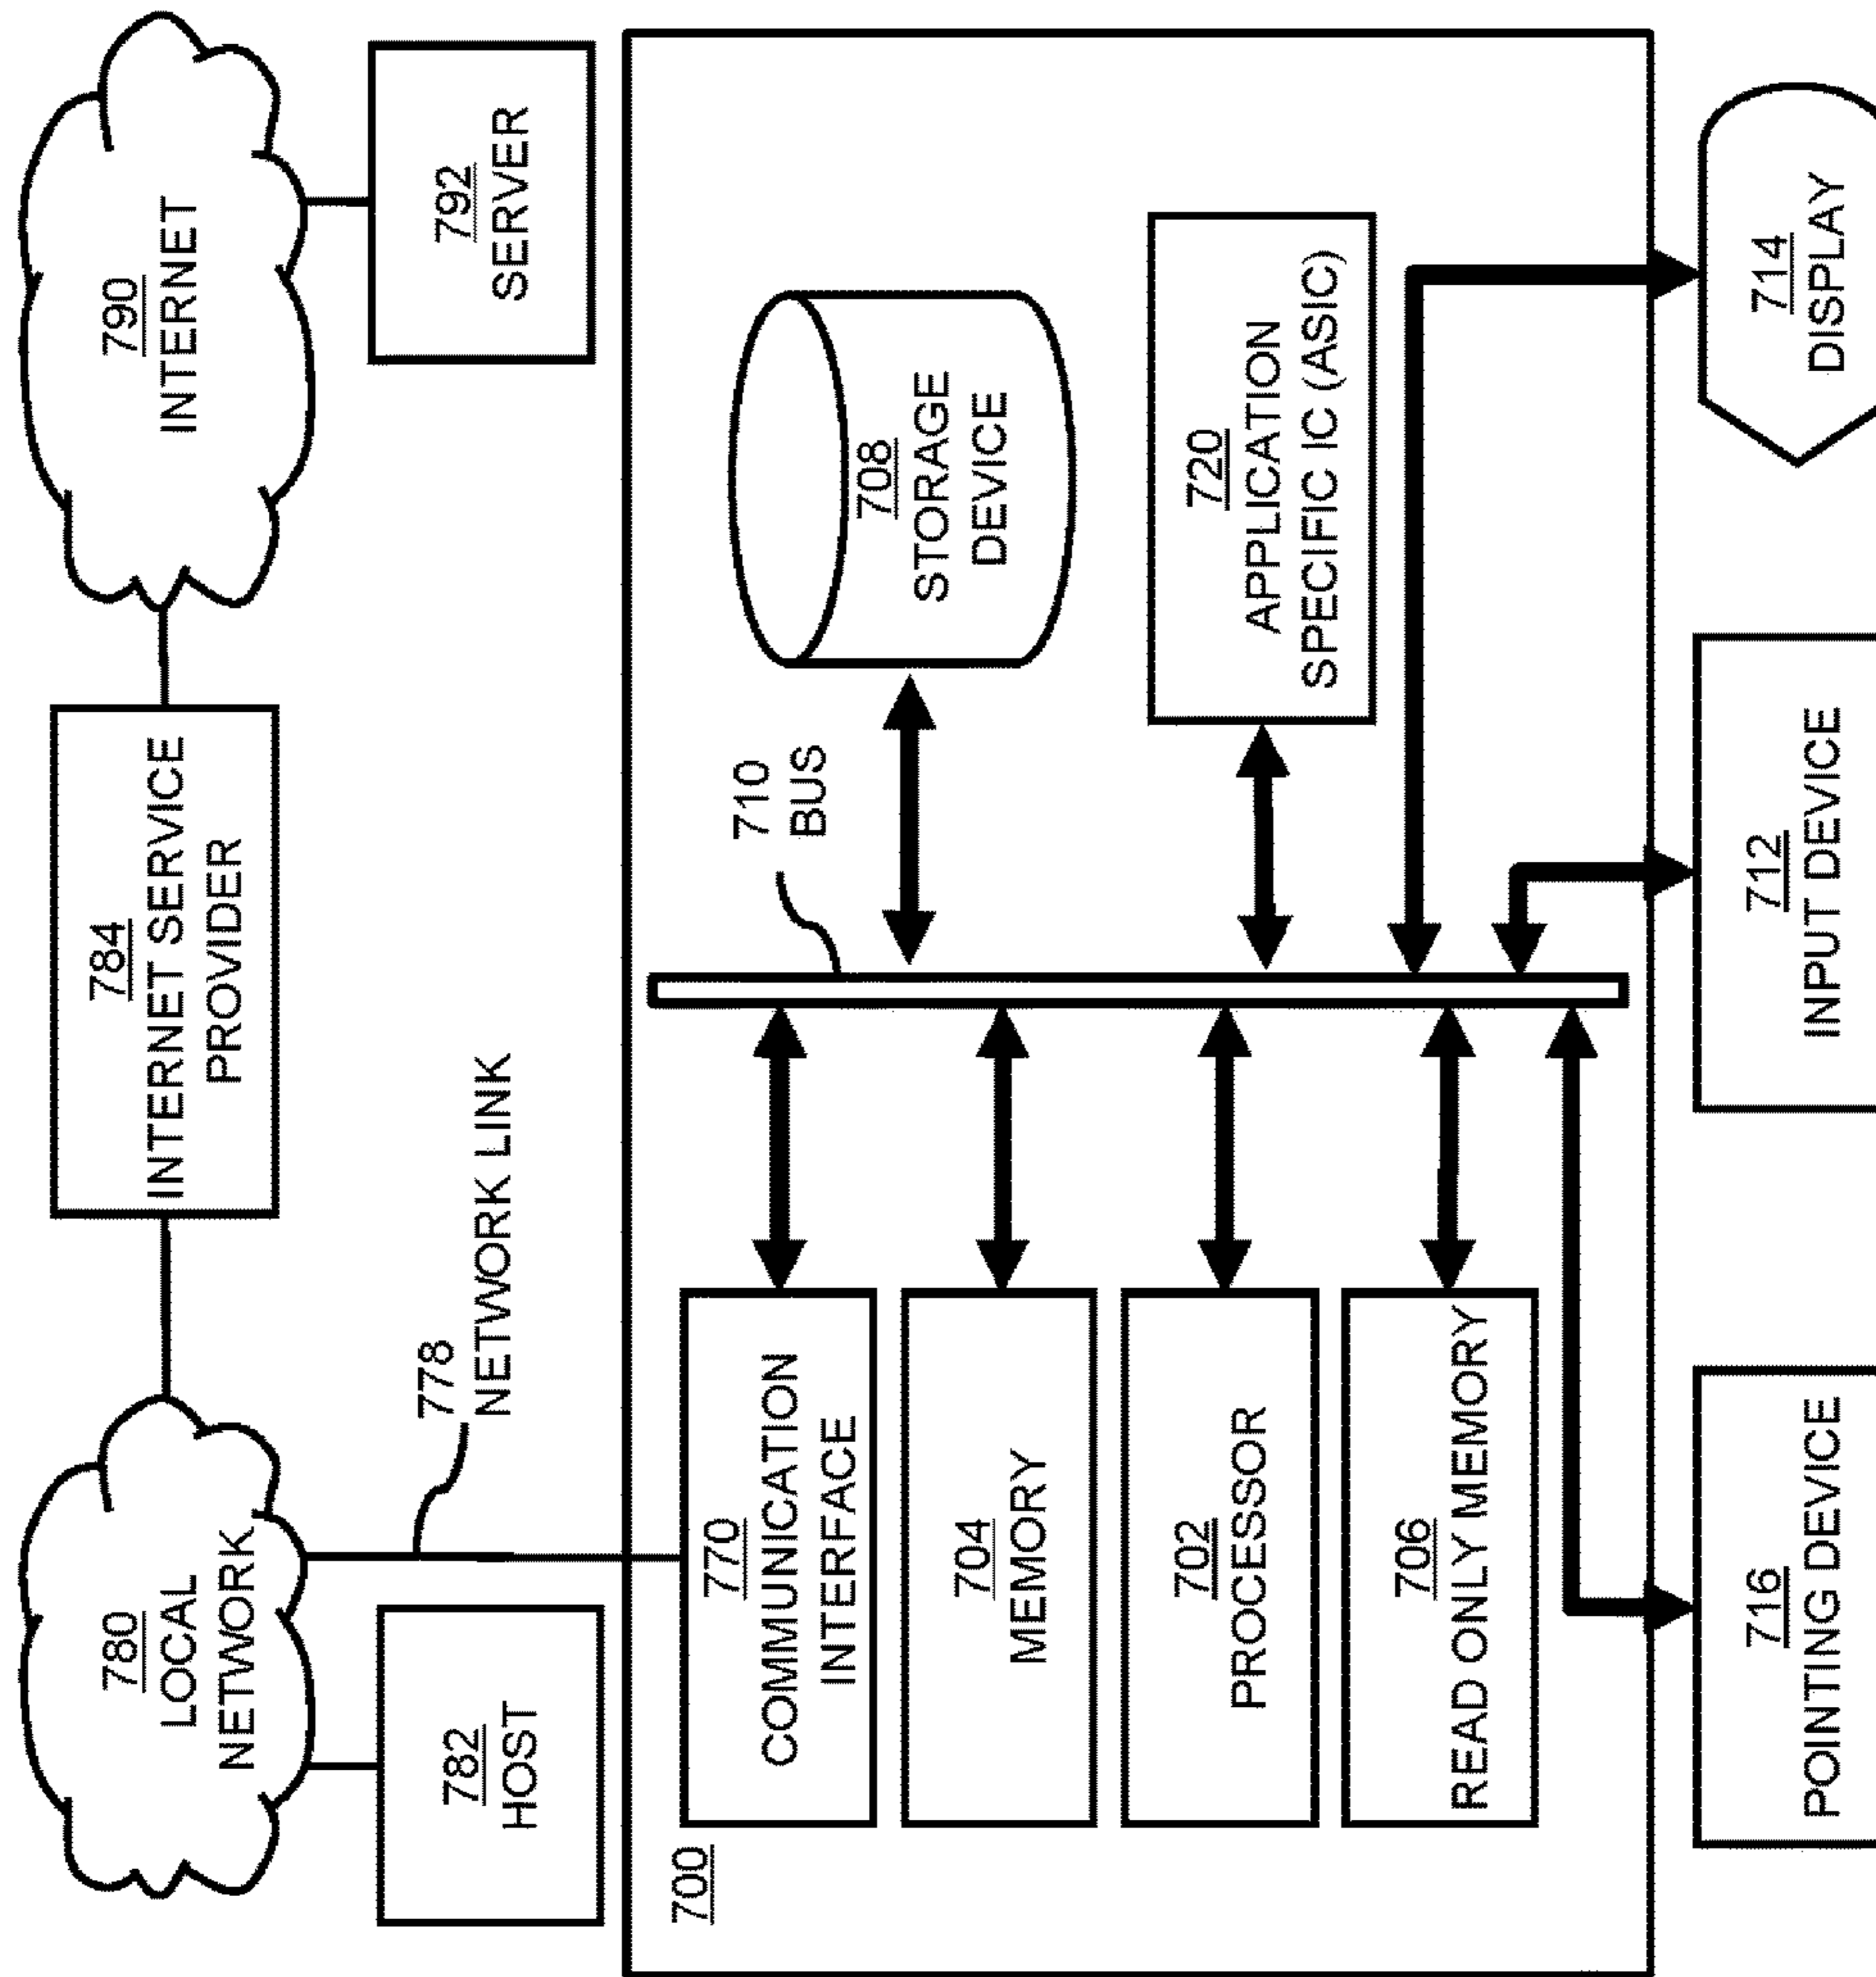 780
LOCAL
NETWORK
784
INTERNET SERVICE
PROVIDER
790
INTERNET
782
HOST
778
NETWORK LINK
792
SERVER
700
770
COMMUNICATION
INTERFACE
710
BUS
704
MEMORY
708
STORAGE
DEVICE
702
PROCESSOR
720
APPLICATION
SPECIFIC IC (ASIC)
706
READ ONLY MEMORY
716
POINTING DEVICE
712
INPUT DEVICE
714
DISPLAY